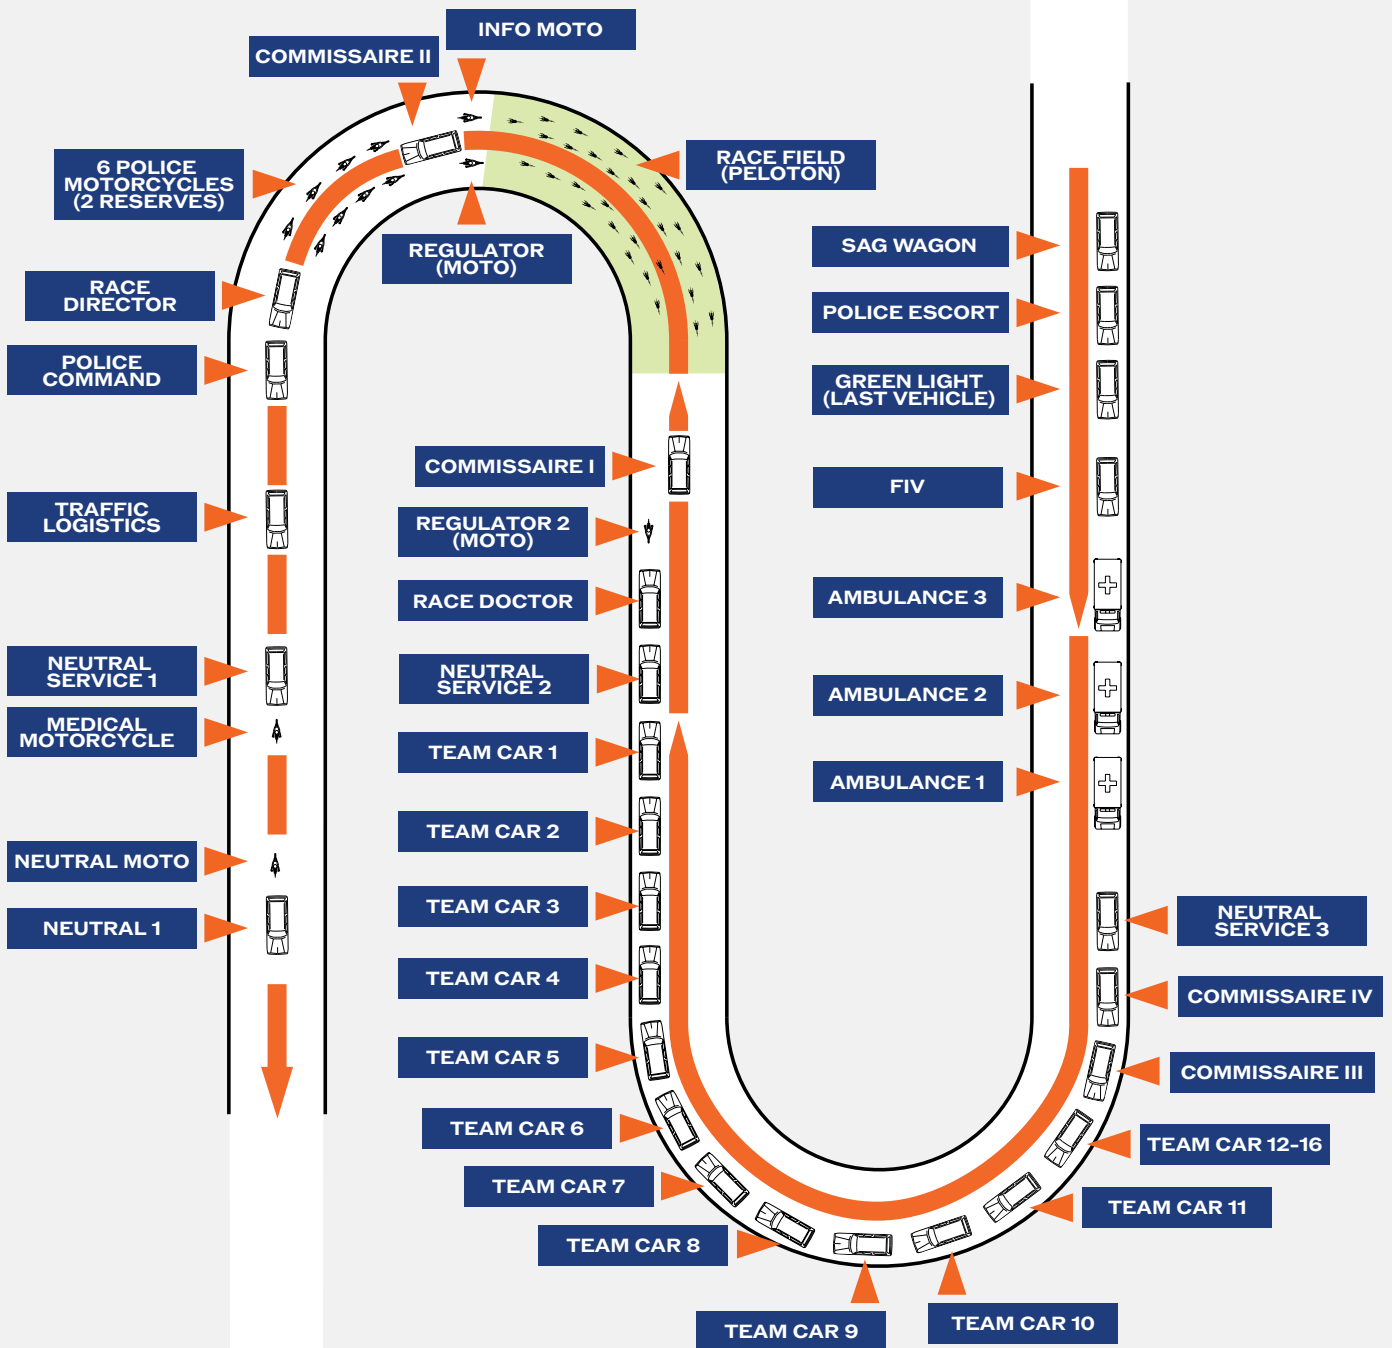 INFO MOTO
COMMISSAIRE II
6 POLICE
MOTORCYCLES
(2 RESERVES)
RACE FIELD
(PELOTON)
REGULATOR
(MOTO)
RACE
DIRECTOR
POLICE
COMMAND
TRAFFIC
LOGISTICS
NEUTRAL
SERVICE 1
MEDICAL
MOTORCYCLE
NEUTRAL MOTO
NEUTRAL 1
COMMISSAIRE I
REGULATOR 2
(MOTO)
RACE DOCTOR
NEUTRAL
SERVICE 2
TEAM CAR 1
TEAM CAR 2
TEAM CAR 3
TEAM CAR 4
TEAM CAR 5
TEAM CAR 6
TEAM CAR 7
TEAM CAR 8
TEAM CAR 9
TEAM CAR 10
TEAM CAR 11
TEAM CAR 12-16
COMMISSAIRE III
COMMISSAIRE IV
NEUTRAL
SERVICE 3
SAG WAGON
POLICE ESCORT
GREEN LIGHT
(LAST VEHICLE)
FIV
AMBULANCE 3
AMBULANCE 2
AMBULANCE 1